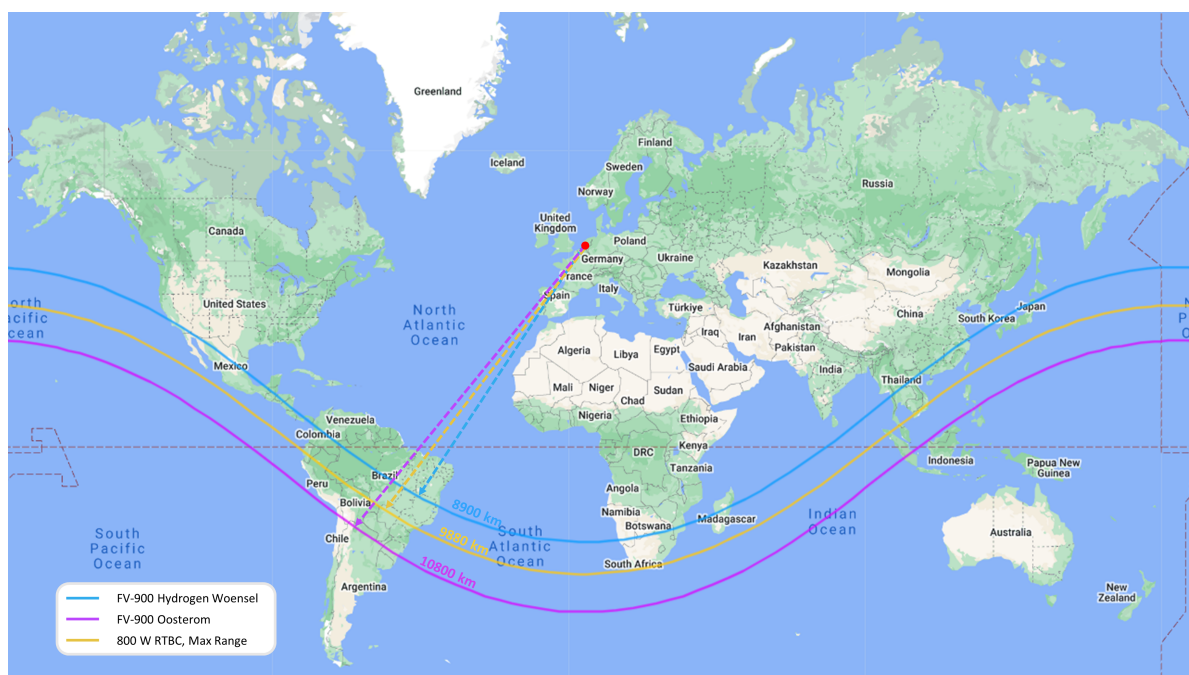 Greenland
Iceland
Finland
Sweden
Norway
Russia
United
Kingdom
Canada
Poland
Germany
Ukraine
Kazakhstan
Mongolia
rance
Italy
Spain
United States
North
Atlantic
Ocean
orth
acific
cean
Türkiye
Japan
South Korea
China
N
P
Iraq
Iran
Afghanistan
Pakistan
Algeria
Libya
Egypt
Saudi Arabia
India
Mexico
Mali
Niger
Chad
Sudan
Thailand
Nigeria
Ethiopia
Venezuela
Colombia
DRC
Kenya
Tanzania
Indonesia
Papua New
Guinea
Brazil
Peru
Bolivia
Angola
Namibia
Botswana
Madagascar
Indian
Ocean
8900 km
9880 km
10800 km
South
Atlantic
Ocean
South
Pacific
Ocean
Chile
Australia
South Africa
Argentina
New
Zealand
FV-900 Hydrogen Woensel
FV-900 Oosterom
800 W RTBC, Max Range